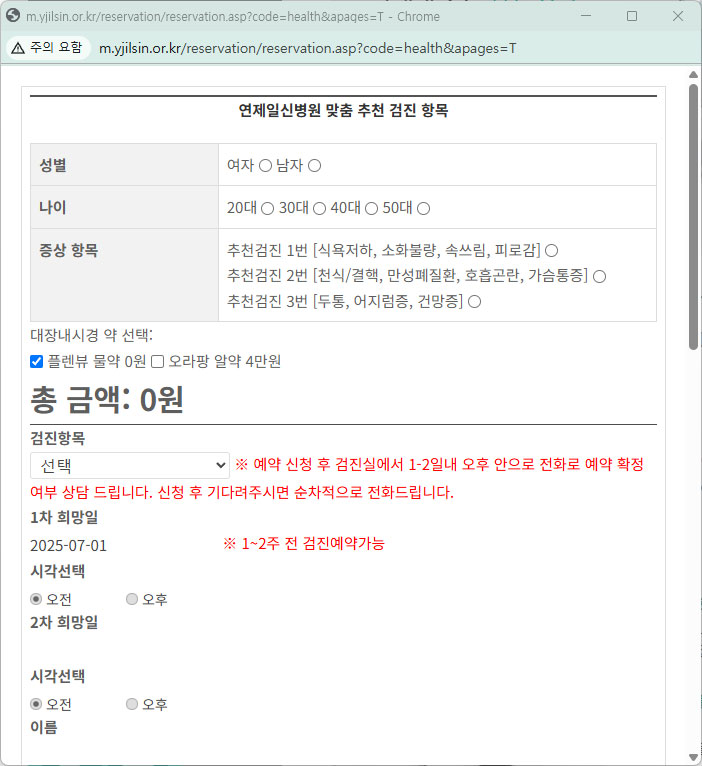 m.yjilsin.or.kr/reservation/reservation.asp?code=health&apages=T - Chrome
주의 요함 m.yjilsin.or.kr/reservation/reservation.asp?code=health&apages=T
연제일신병원 맞춤 추천 검진 항목
성별 여자 남자
나이 20대 30대 40대 50대
증상 항목 추천검진 1번 [식욕저하, 소화불량, 속쓰림, 피로감]
추천검진 2번 [천식/결핵, 만성폐질환, 호흡곤란, 가슴통증]
추천검진 3번 [두통, 어지럼증, 건망증]
대장내시경 약 선택:
플렌뷰 물약 0원 오라팡 알약 4만원
총 금액: 0원
검진항목
선택 ※ 예약 신청 후 검진실에서 1-2일내 오후 안으로 전화로 예약 확정
여부 상담 드립니다. 신청 후 기다려주시면 순차적으로 전화드립니다.
1차 희망일
2025-07-01 ※ 1~2주 전 검진예약가능
시각선택
오전 오후
2차 희망일
시각선택
오전 오후
이름